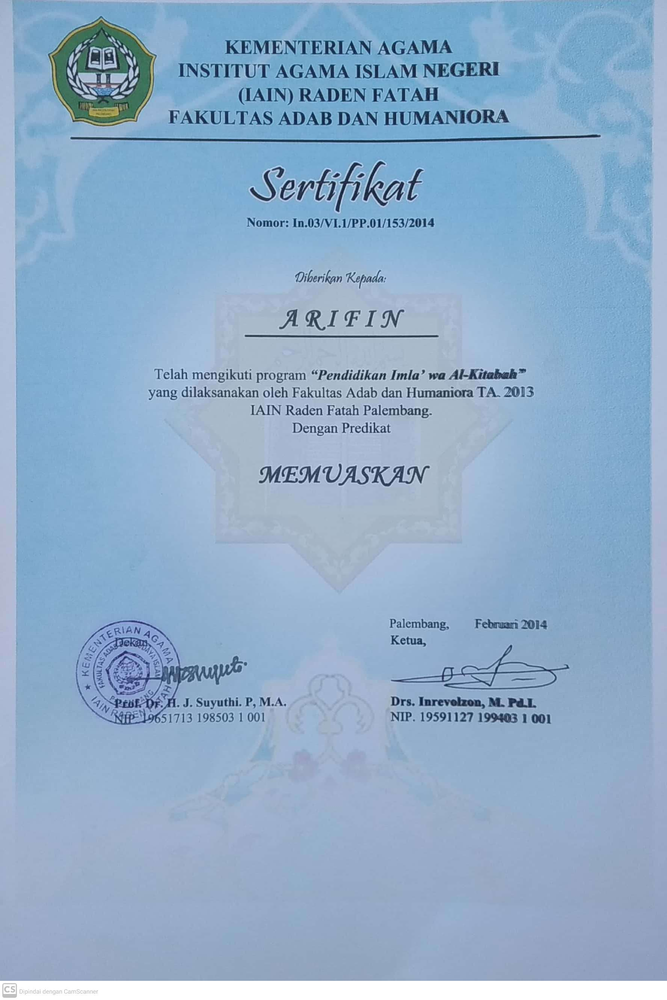 KEMENTERIAN AGAMA
INSTITUT AGAMA ISLAM NEGERI
(IAIN) RADEN FATAH
FAKULTAS ADAB DAN HUMANIORA
Sertifikat
Nomor: In.03/VI.1/PP.01/153/2014
Diberikan Kepada:
ARIFIN
Telah mengikuti program “Pendidikan Imla’ wa Al-Kitabah”
yang dilaksanakan oleh Fakultas Adab dan Humaniora TA. 2013
IAIN Raden Fatah Palembang.
Dengan Predikat
MEMUASKAN
Palembang, Februari 2014
Ketua,
Dekan,
KEMENTERIAN AGAMA
IAIN RADEN FATAH
FAKULTAS ADAB BUDAYA ISLAM
PALEMBANG
Prof. Dr. H. J. Suyuthi. P, M.A.
NIP. 19651713 198503 1 001
Drs. Inrevolzon, M. Pd.I.
NIP. 19591127 199403 1 001
CS Dipindai dengan CamScanner